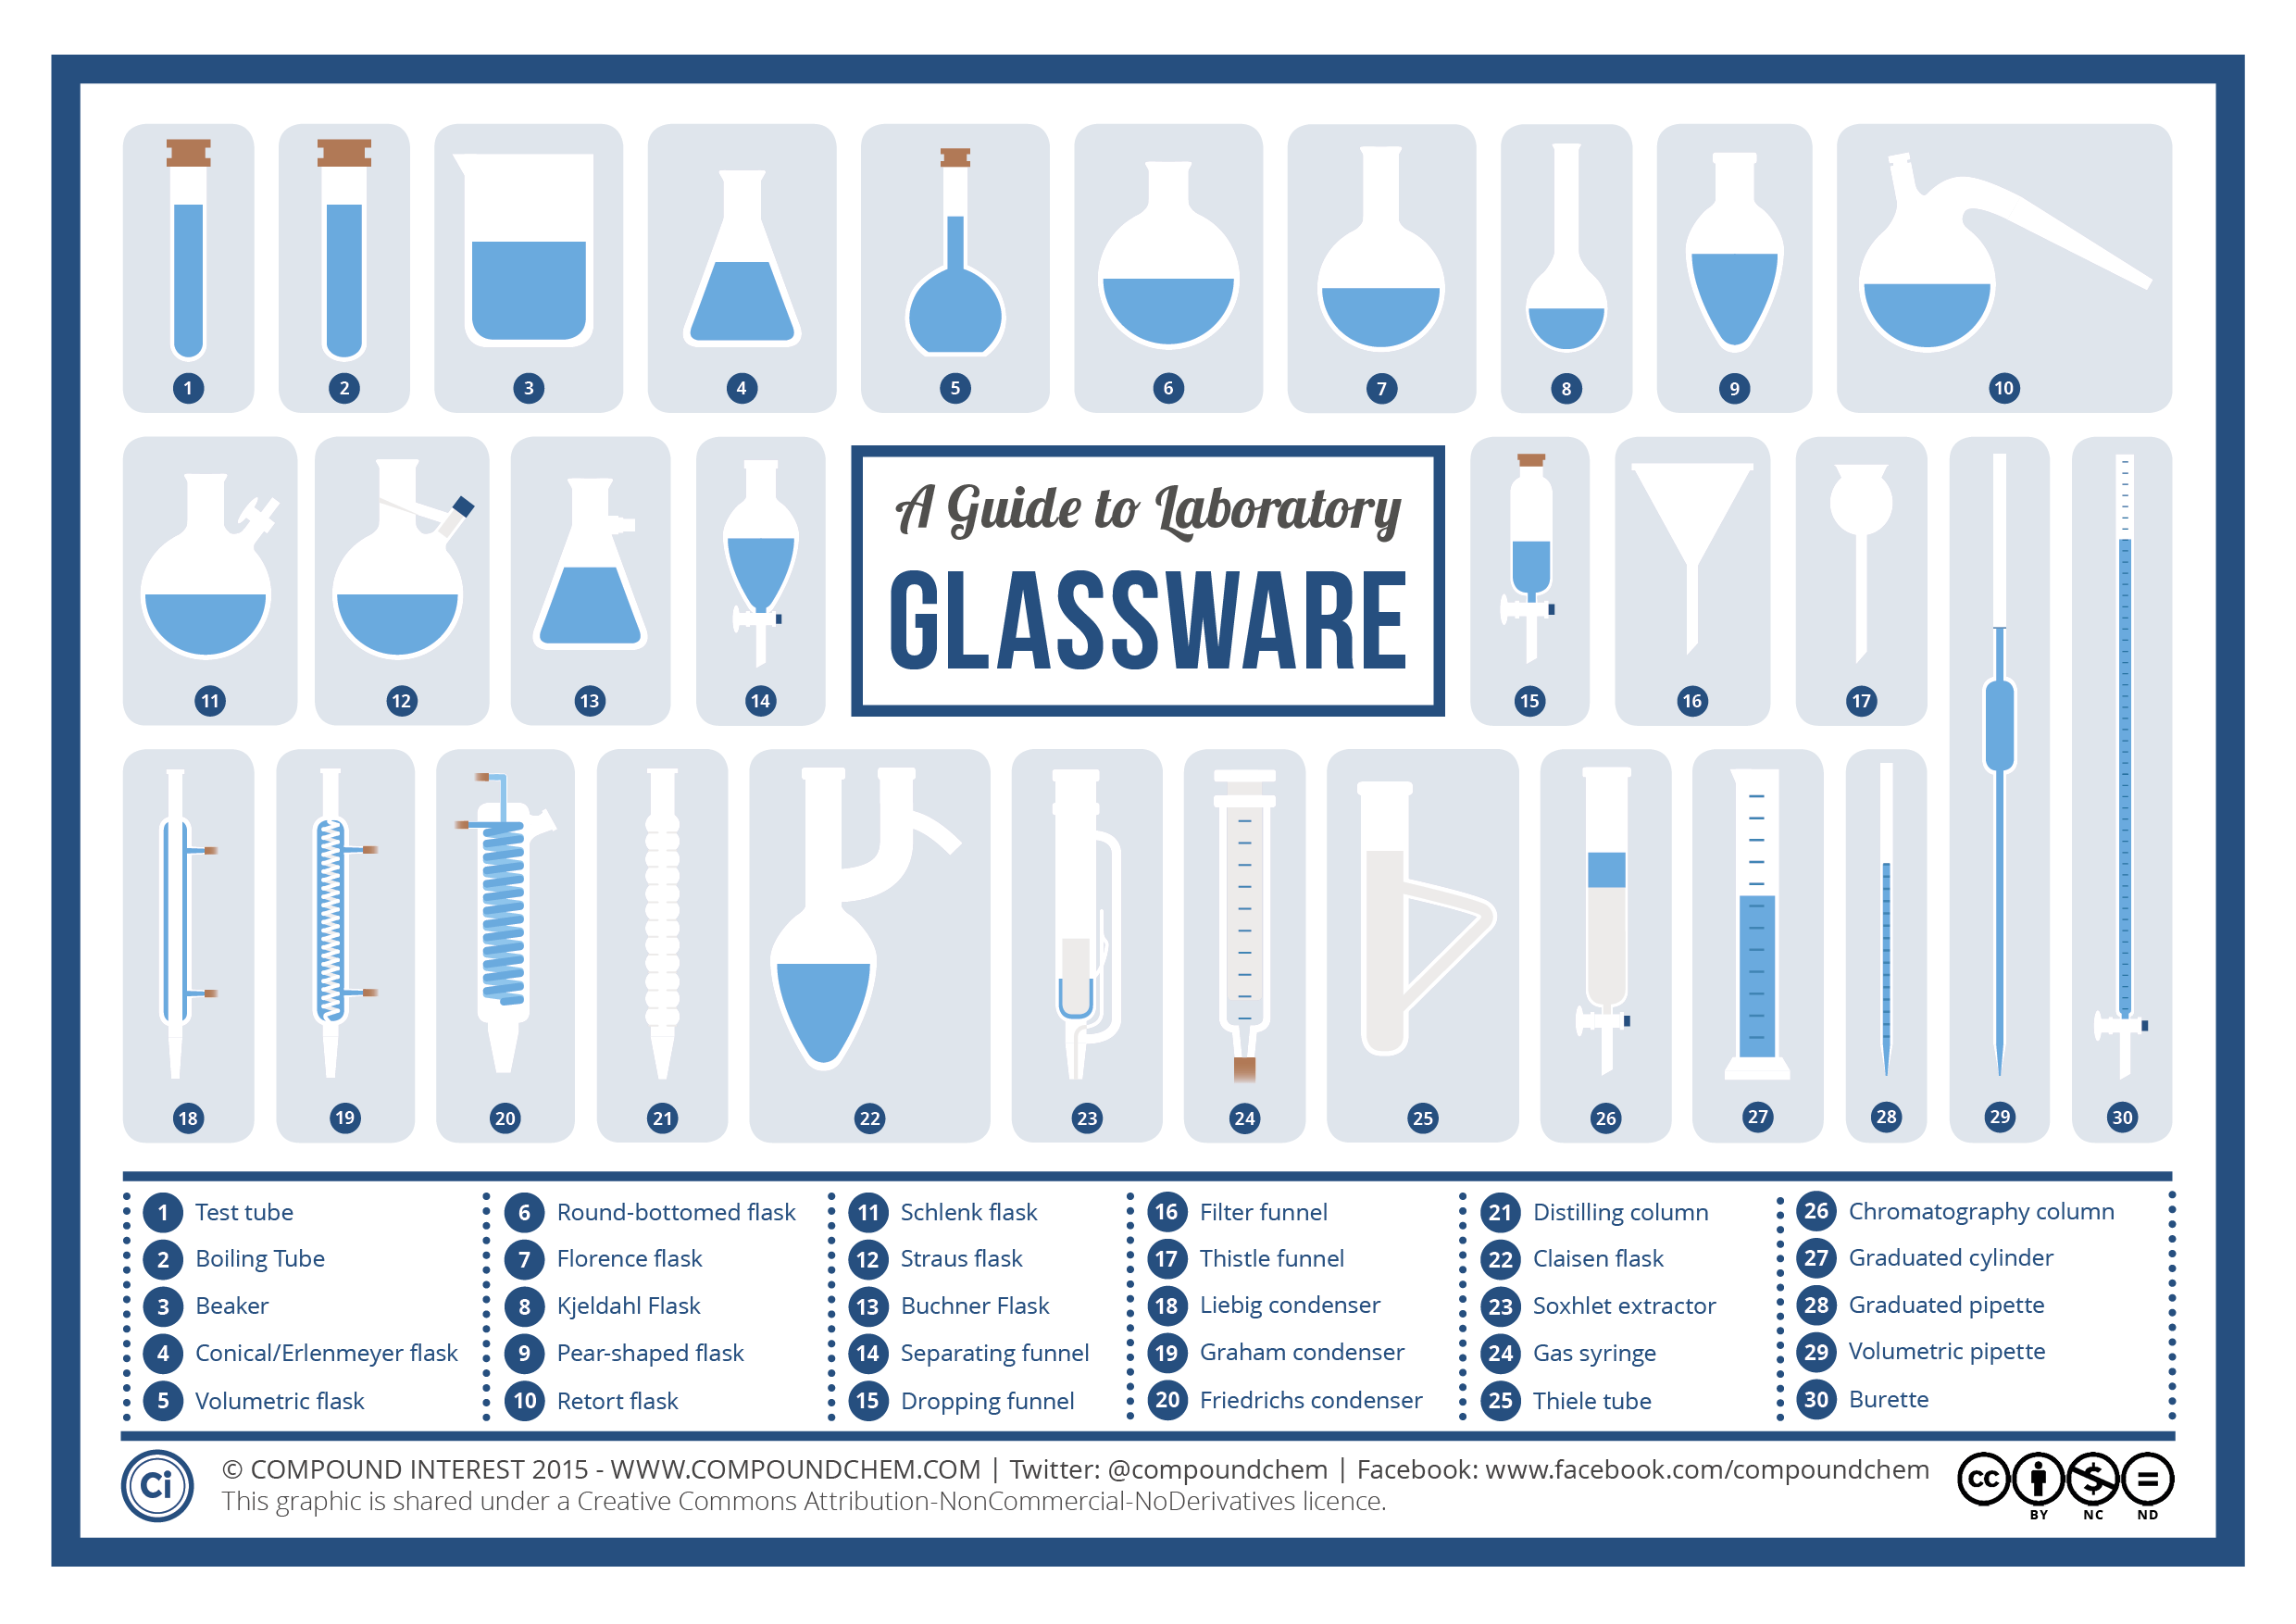 1 2 3 4 5 6 7 8 9 10
A Guide to Laboratory
GLASSWARE
11 12 13 14 15 16 17
18 19 20 21 22 23 24 25 26 27 28 29 30
1 Test tube
2 Boiling Tube
3 Beaker
4 Conical/Erlenmeyer flask
5 Volumetric flask
6 Round-bottomed flask
7 Florence flask
8 Kjeldahl Flask
9 Pear-shaped flask
10 Retort flask
11 Schlenk flask
12 Straus flask
13 Buchner Flask
14 Separating funnel
15 Dropping funnel
16 Filter funnel
17 Thistle funnel
18 Liebig condenser
19 Graham condenser
20 Friedrichs condenser
21 Distilling column
22 Claisen flask
23 Soxhlet extractor
24 Gas syringe
25 Thiele tube
26 Chromatography column
27 Graduated cylinder
28 Graduated pipette
29 Volumetric pipette
30 Burette
Ci
© COMPOUND INTEREST 2015 - WWW.COMPOUNDCHEM.COM | Twitter: @compoundchem | Facebook: www.facebook.com/compoundchem
This graphic is shared under a Creative Commons Attribution-NonCommercial-NoDerivatives licence.
cc $ =
BY NC ND